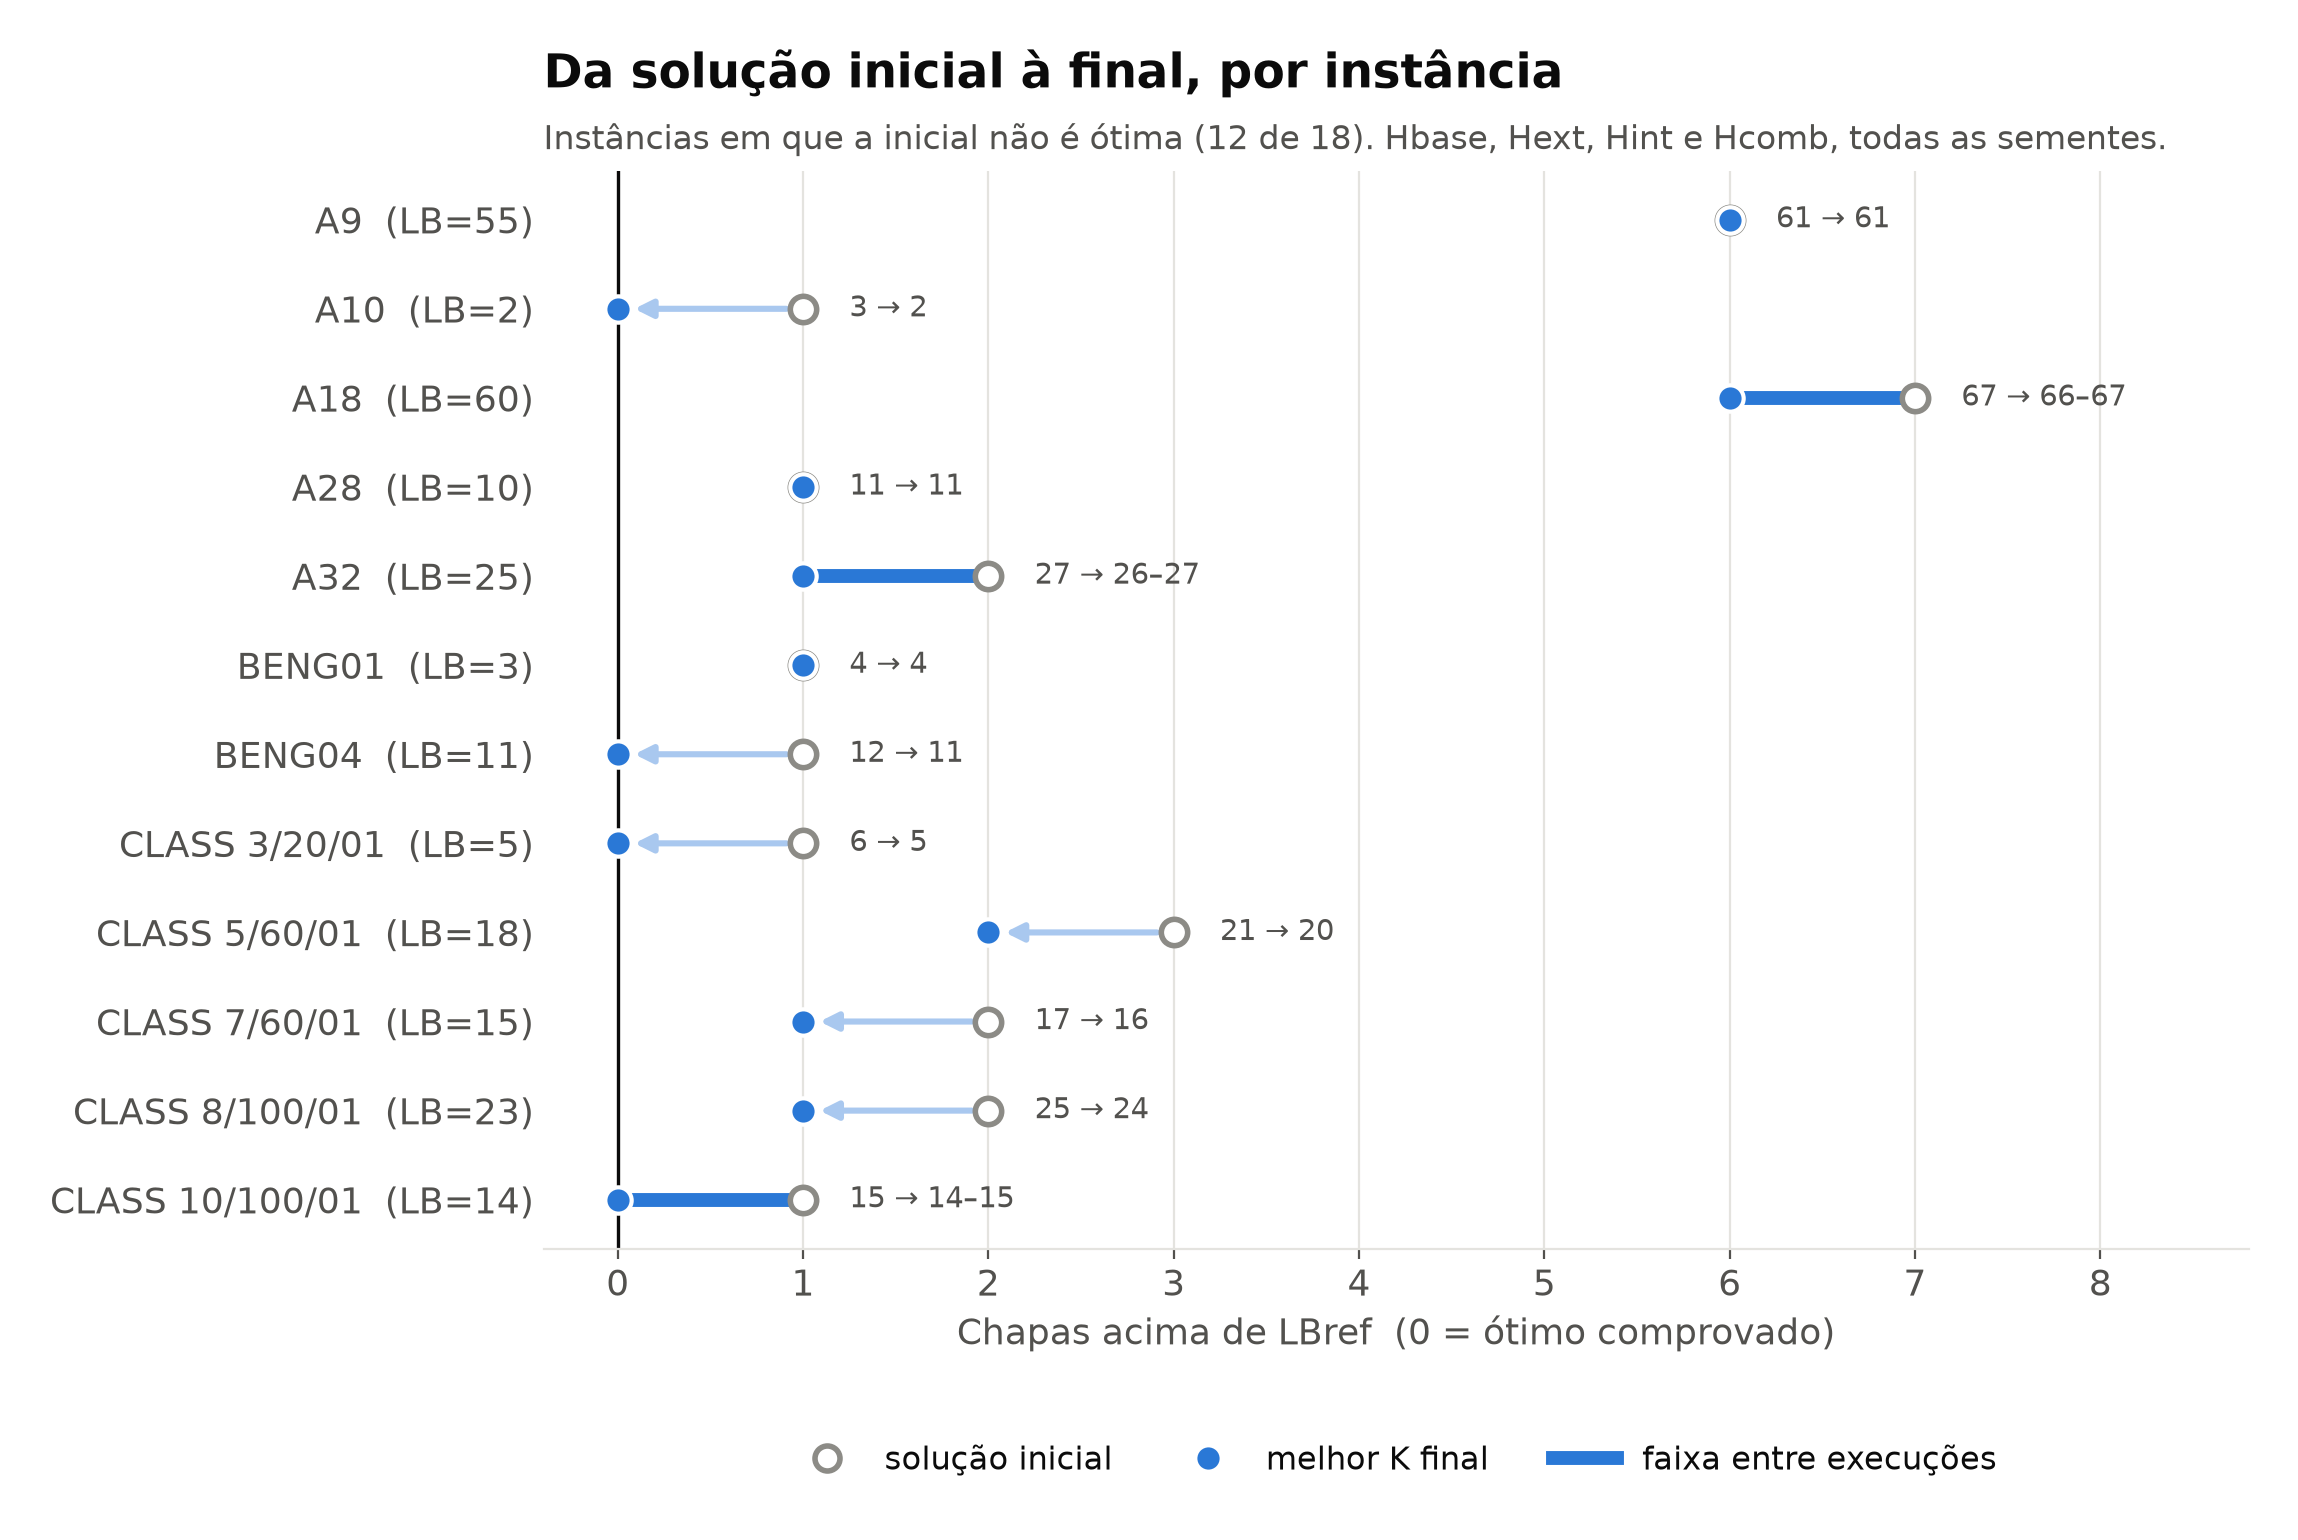 Da solução inicial à final, por instância
Instâncias em que a inicial não é ótima (12 de 18). Hbase, Hext, Hint e Hcomb, todas as sementes.
A9 (LB=55) 61 → 61
A10 (LB=2) 3 → 2
A18 (LB=60) 67 → 66–67
A28 (LB=10) 11 → 11
A32 (LB=25) 27 → 26–27
BENG01 (LB=3) 4 → 4
BENG04 (LB=11) 12 → 11
CLASS 3/20/01 (LB=5) 6 → 5
CLASS 5/60/01 (LB=18) 21 → 20
CLASS 7/60/01 (LB=15) 17 → 16
CLASS 8/100/01 (LB=23) 25 → 24
CLASS 10/100/01 (LB=14) 15 → 14–15
0 1 2 3 4 5 6 7 8
Chapas acima de LBref (0 = ótimo comprovado)
solução inicial melhor K final faixa entre execuções